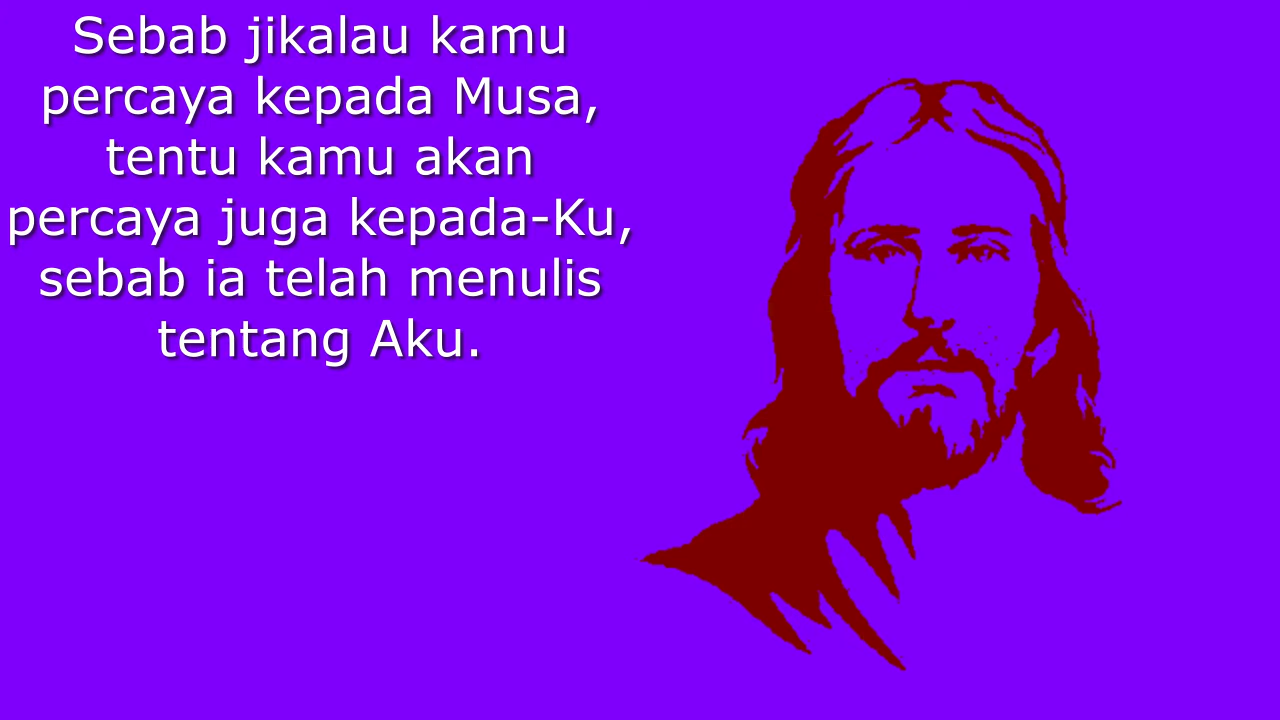 Sebab jikalau kamu
percaya kepada Musa,
tentu kamu akan
percaya juga kepada-Ku,
sebab ia telah menulis
tentang Aku.